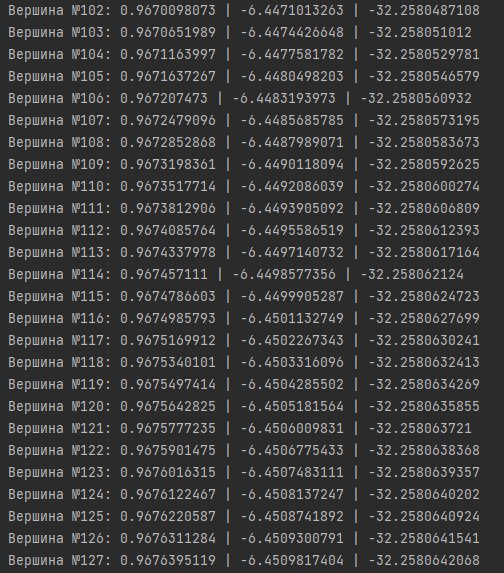 Вершина №102: 0.9670098073 | -6.4471013263 | -32.2580487108
Вершина №103: 0.9670651989 | -6.4474426648 | -32.258051012
Вершина №104: 0.9671163997 | -6.4477581782 | -32.2580529781
Вершина №105: 0.9671637267 | -6.4480498203 | -32.2580546579
Вершина №106: 0.967207473 | -6.4483193973 | -32.2580560932
Вершина №107: 0.9672479096 | -6.4485685785 | -32.2580573195
Вершина №108: 0.9672852868 | -6.4487989071 | -32.2580583673
Вершина №109: 0.9673198361 | -6.4490118094 | -32.2580592625
Вершина №110: 0.9673517714 | -6.4492086039 | -32.2580600274
Вершина №111: 0.9673812906 | -6.4493905092 | -32.2580606809
Вершина №112: 0.9674085764 | -6.4495586519 | -32.2580612393
Вершина №113: 0.9674337978 | -6.4497140732 | -32.2580617164
Вершина №114: 0.967457111 | -6.4498577356 | -32.258062124
Вершина №115: 0.9674786603 | -6.4499905287 | -32.2580624723
Вершина №116: 0.9674985793 | -6.4501132749 | -32.2580627699
Вершина №117: 0.9675169912 | -6.4502267343 | -32.2580630241
Вершина №118: 0.9675340101 | -6.4503316096 | -32.2580632413
Вершина №119: 0.9675497414 | -6.4504285502 | -32.2580634269
Вершина №120: 0.9675642825 | -6.4505181564 | -32.2580635855
Вершина №121: 0.9675777235 | -6.4506009831 | -32.258063721
Вершина №122: 0.9675901475 | -6.4506775433 | -32.2580638368
Вершина №123: 0.9676016315 | -6.4507483111 | -32.2580639357
Вершина №124: 0.9676122467 | -6.4508137247 | -32.2580640202
Вершина №125: 0.9676220587 | -6.4508741892 | -32.2580640924
Вершина №126: 0.9676311284 | -6.4509300791 | -32.2580641541
Вершина №127: 0.9676395119 | -6.4509817404 | -32.2580642068